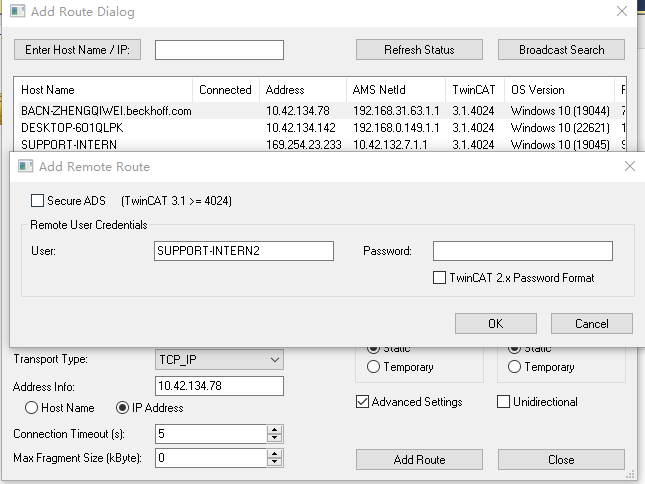 Add Route Dialog
Enter Host Name / IP:
Refresh Status
Broadcast Search
Host Name Connected Address AMS NetId TwinCAT OS Version
BACN-ZHENGQIWEI.beckhoff.com 10.42.134.78 192.168.31.63.1.1 3.1.4024 Windows 10 (19044) 7
DESKTOP-6O1QLPK 10.42.134.142 192.168.0.149.1.1 3.1.4024 Windows 10 (22621) 1
SUPPORT-INTERN 169.254.23.233 10.42.132.7.1.1 3.1.4024 Windows 10 (19045)
Add Remote Route
Secure ADS (TwinCAT 3.1 >= 4024)
Remote User Credentials
User: SUPPORT-INTERN2 Password:
TwinCAT 2.x Password Format
OK Cancel
Static Static
Transport Type: TCP_IP Temporary Temporary
Address Info: 10.42.134.78
Host Name IP Address Advanced Settings Unidirectional
Connection Timeout (s): 5
Max Fragment Size (kByte): 0 Add Route Close